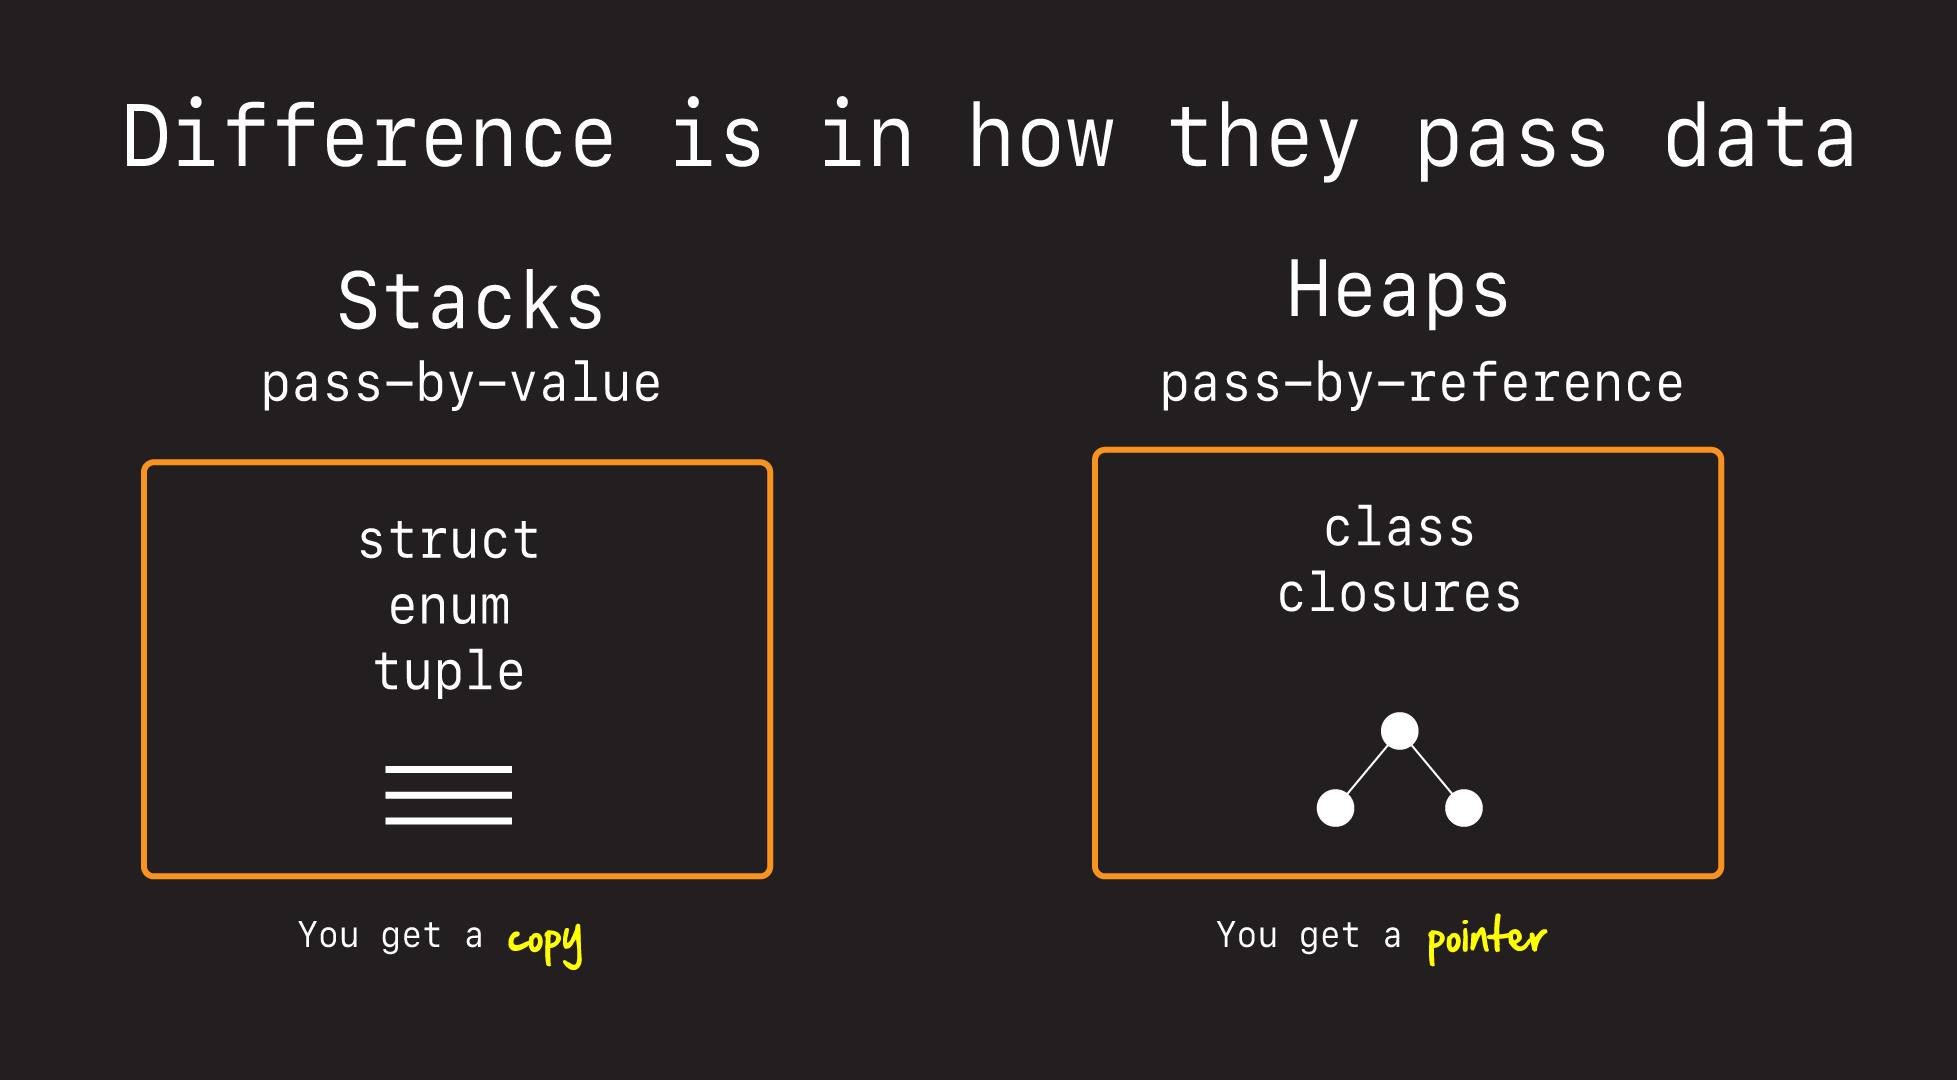 Difference is in how they pass data
Stacks
pass-by-value
struct
enum
tuple
You get a copy
Heaps
pass-by-reference
class
closures
You get a pointer